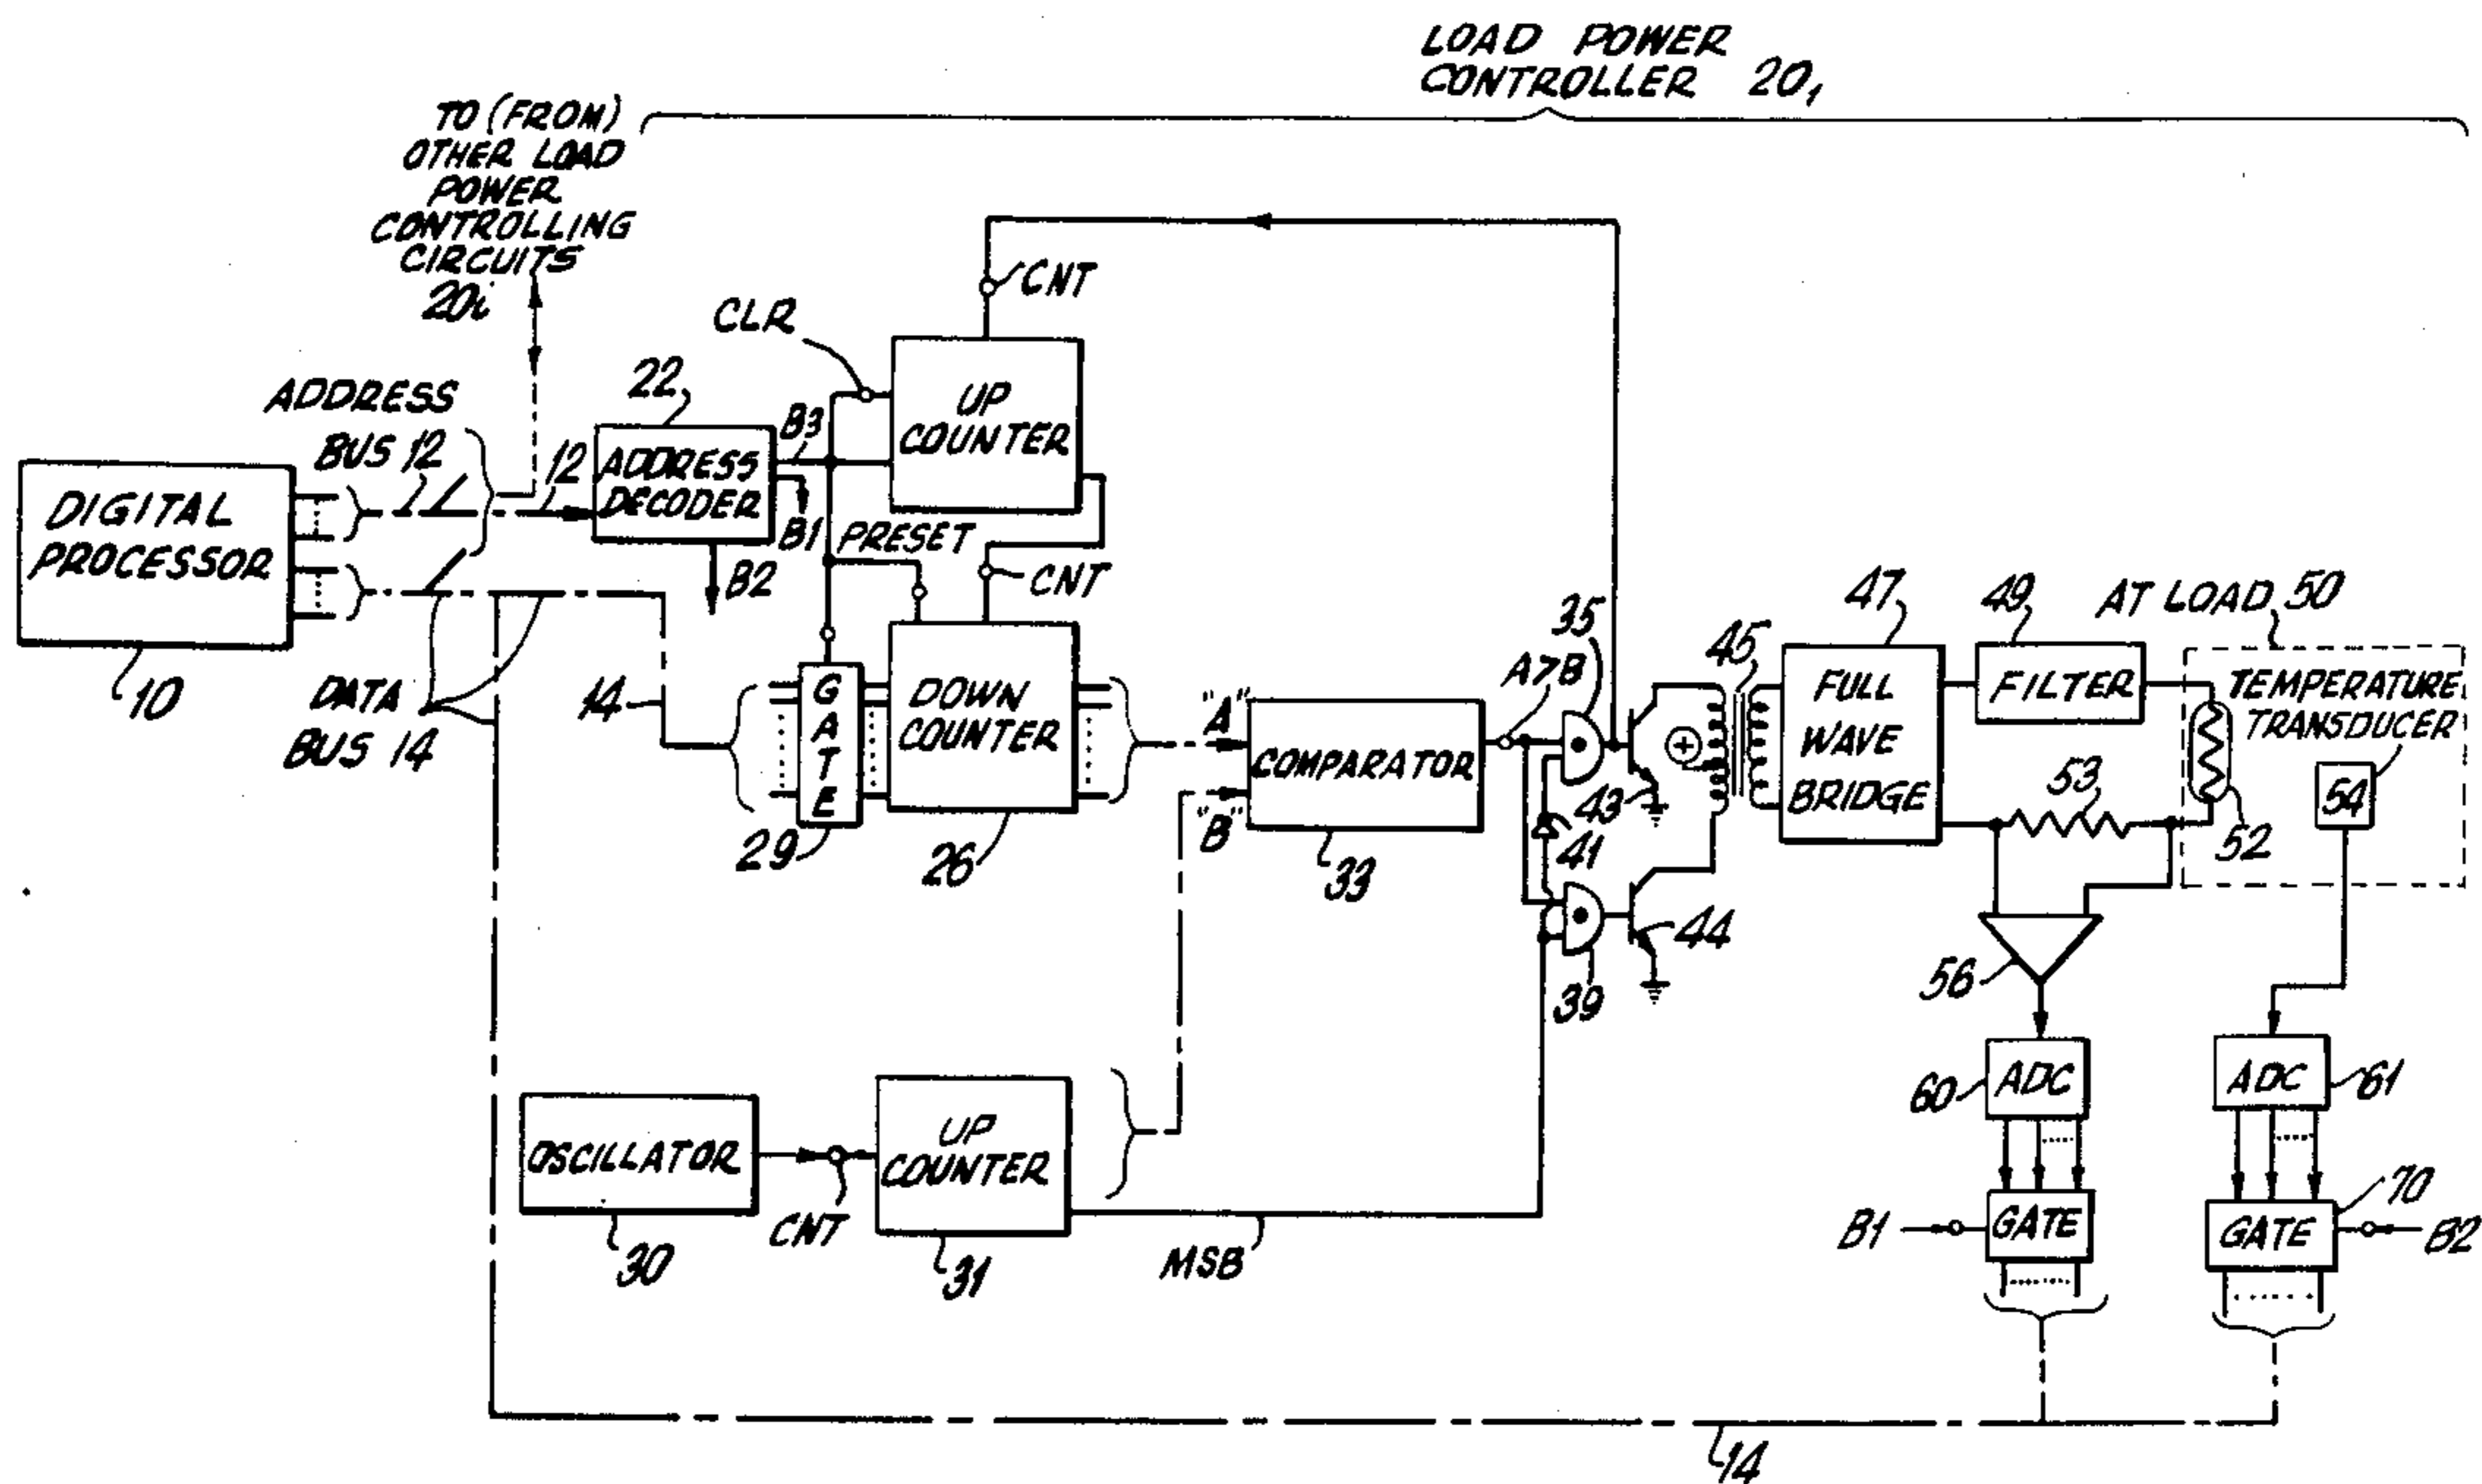 LOAD POWER
CONTROLLER 20₁
TO (FROM)
OTHER LOAD
POWER
CONTROLLING
CIRCUITS
20i
CNT
CLR
UP
COUNTER
22
B3
ADDRESS
DECODER
B1
B2
PRESET
CNT
ADDRESS
BUS 12
12
DIGITAL
PROCESSOR
10
DATA
BUS 14
14
GATE
29
DOWN
COUNTER
26
"A"
"B"
COMPARATOR
33
A>B
35
41
39
43
44
45
47
FULL
WAVE
BRIDGE
49
FILTER
AT LOAD 50
TEMPERATURE
TRANSDUCER
54
52
53
56
60
ADC
ADC
61
B1
GATE
GATE
70
B2
OSCILLATOR
30
CNT
UP
COUNTER
31
MSB
14